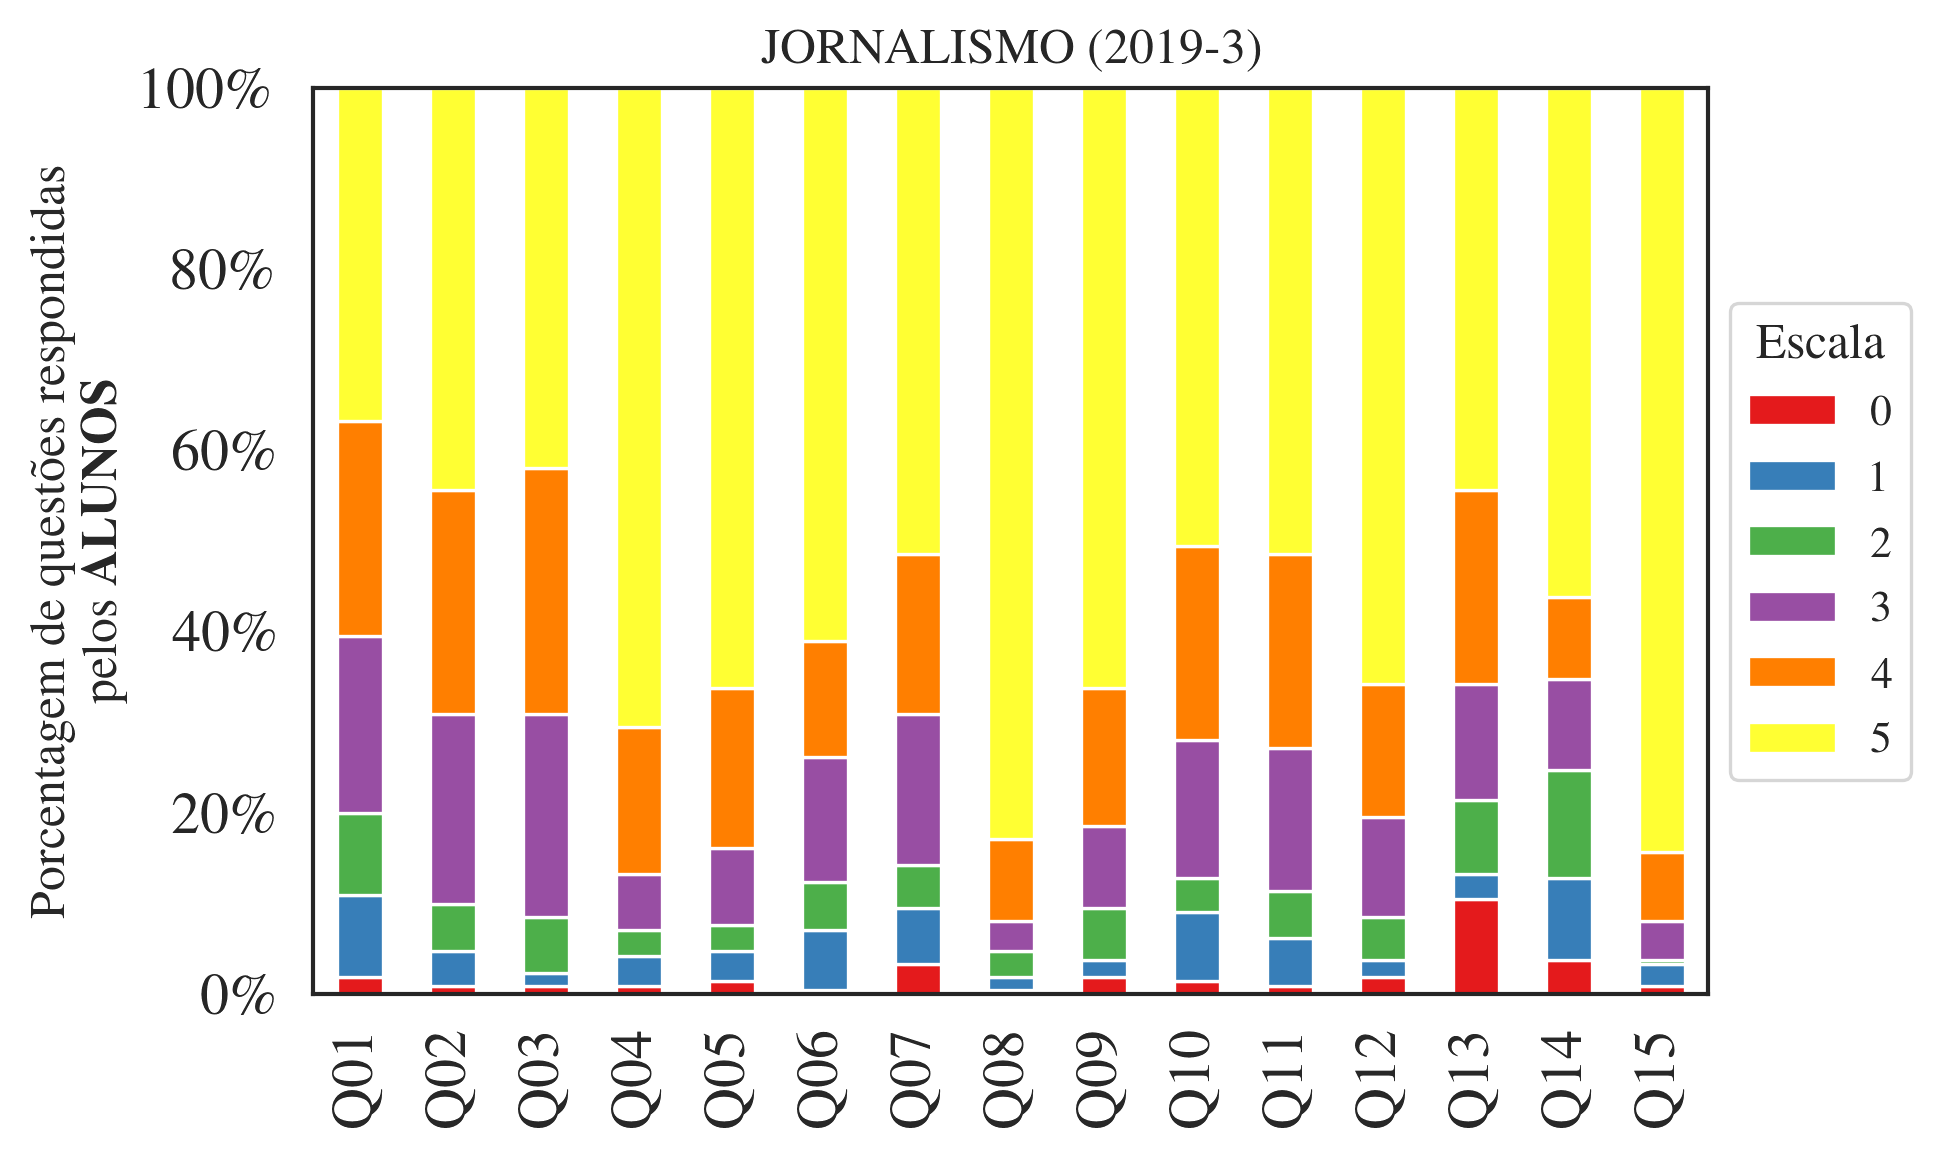 JORNALISMO (2019-3)
Porcentagem de questões respondidas
pelos ALUNOS
100%
80%
60%
40%
20%
0%
Q01
Q02
Q03
Q04
Q05
Q06
Q07
Q08
Q09
Q10
Q11
Q12
Q13
Q14
Q15
Escala
0
1
2
3
4
5